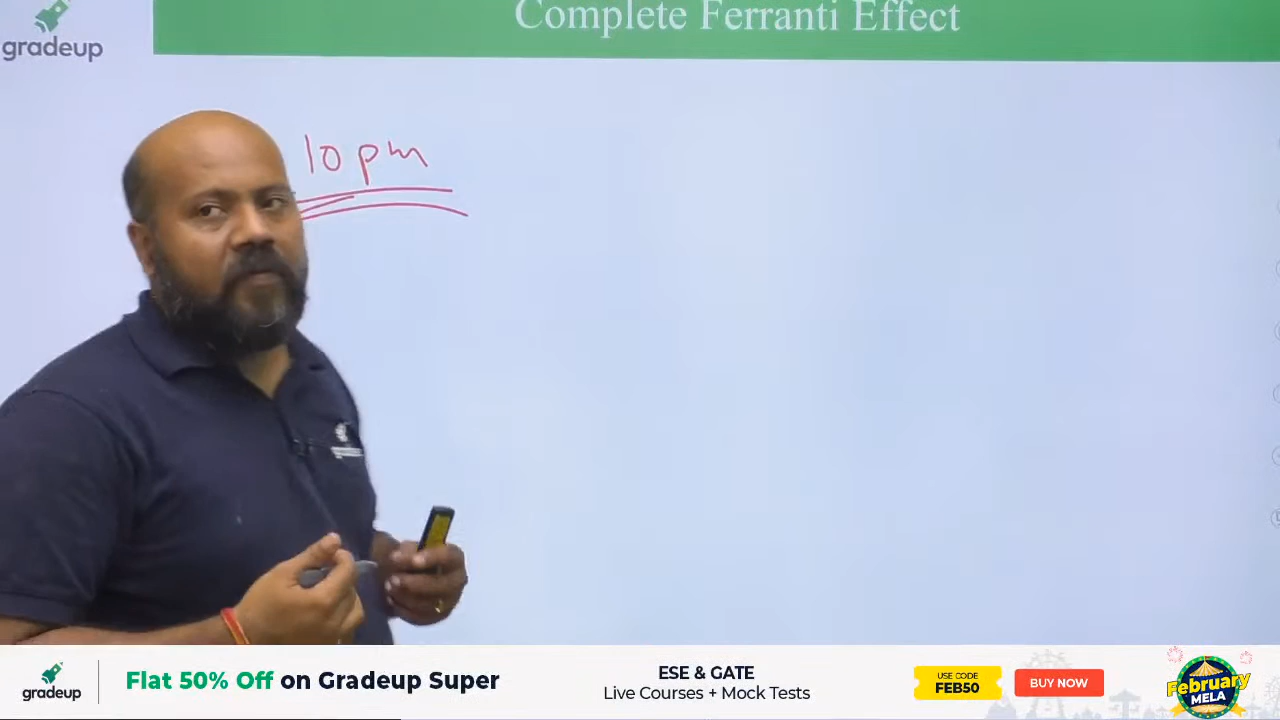 gradeup
Complete Ferranti Effect
10 pm
gradeup
Flat 50% Off on Gradeup Super
ESE & GATE
Live Courses + Mock Tests
USE CODE
FEB50
BUY NOW
February
MELA